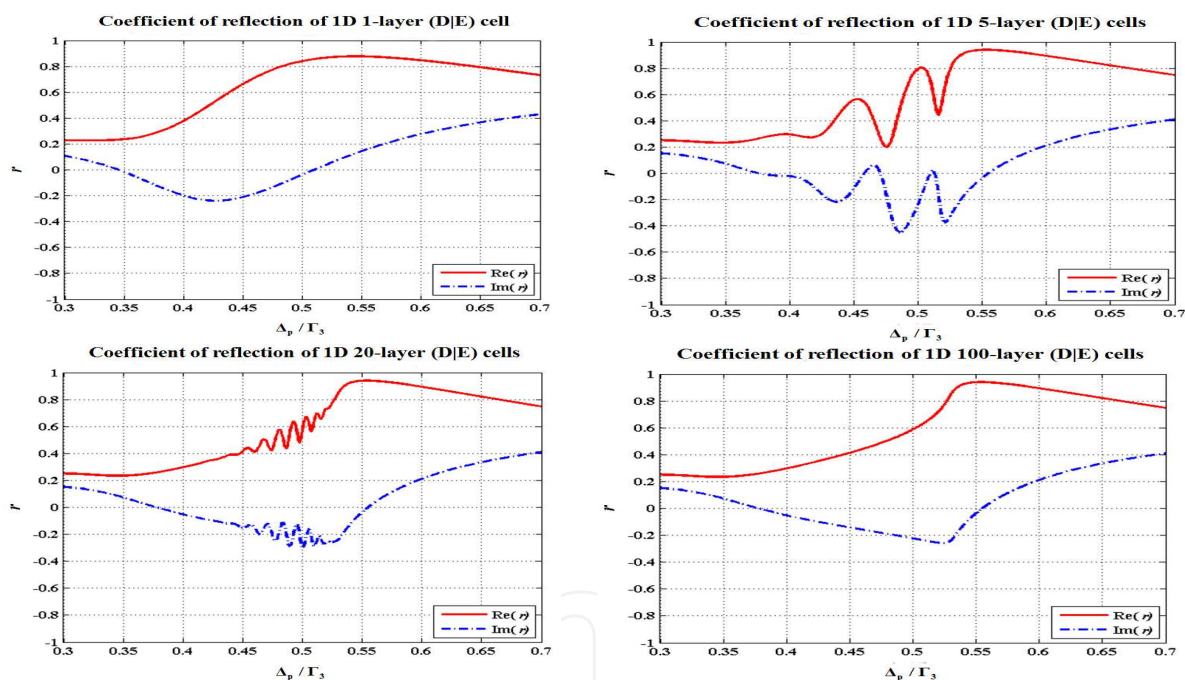 Coefficient of reflection of 1D 1-layer (D|E) cell
1
0.8
0.6
0.4
0.2
0
-0.2
-0.4
-0.6
-0.8
-1
r
0.3 0.35 0.4 0.45 0.5 0.55 0.6 0.65 0.7
Δp / Γ3
Re(r)
Im(r)
Coefficient of reflection of 1D 5-layer (D|E) cells
1
0.8
0.6
0.4
0.2
0
-0.2
-0.4
-0.6
-0.8
-1
r
0.3 0.35 0.4 0.45 0.5 0.55 0.6 0.65 0.7
Δp / Γ3
Re(r)
Im(r)
Coefficient of reflection of 1D 20-layer (D|E) cells
1
0.8
0.6
0.4
0.2
0
-0.2
-0.4
-0.6
-0.8
-1
r
0.3 0.35 0.4 0.45 0.5 0.55 0.6 0.65 0.7
Δp / Γ3
Re(r)
Im(r)
Coefficient of reflection of 1D 100-layer (D|E) cells
1
0.8
0.6
0.4
0.2
0
-0.2
-0.4
-0.6
-0.8
-1
r
0.3 0.35 0.4 0.45 0.5 0.55 0.6 0.65 0.7
Δp / Γ3
Re(r)
Im(r)